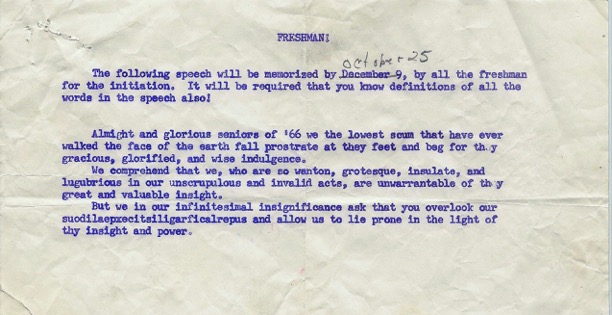 FRESHMAN!
october 25
The following speech will be memorized by December 9, by all the freshman
for the initiation. It will be required that you know definitions of all the
words in the speech also!
Almight and glorious seniors of '66 we the lowest scum that have ever
walked the face of the earth fall prostrate at they feet and beg for thy
gracious, glorified, and wise indulgence.
We comprehend that we, who are so wanton, grotesque, insulate, and
lugubrious in our unscrupulous and invalid acts, are unwarrantable of thy
great and valuable insight.
But we in our infinitesimal insignificance ask that you overlook our
suodilaepxecitsiligarficalrepus and allow us to lie prone in the light of
thy insight and power.